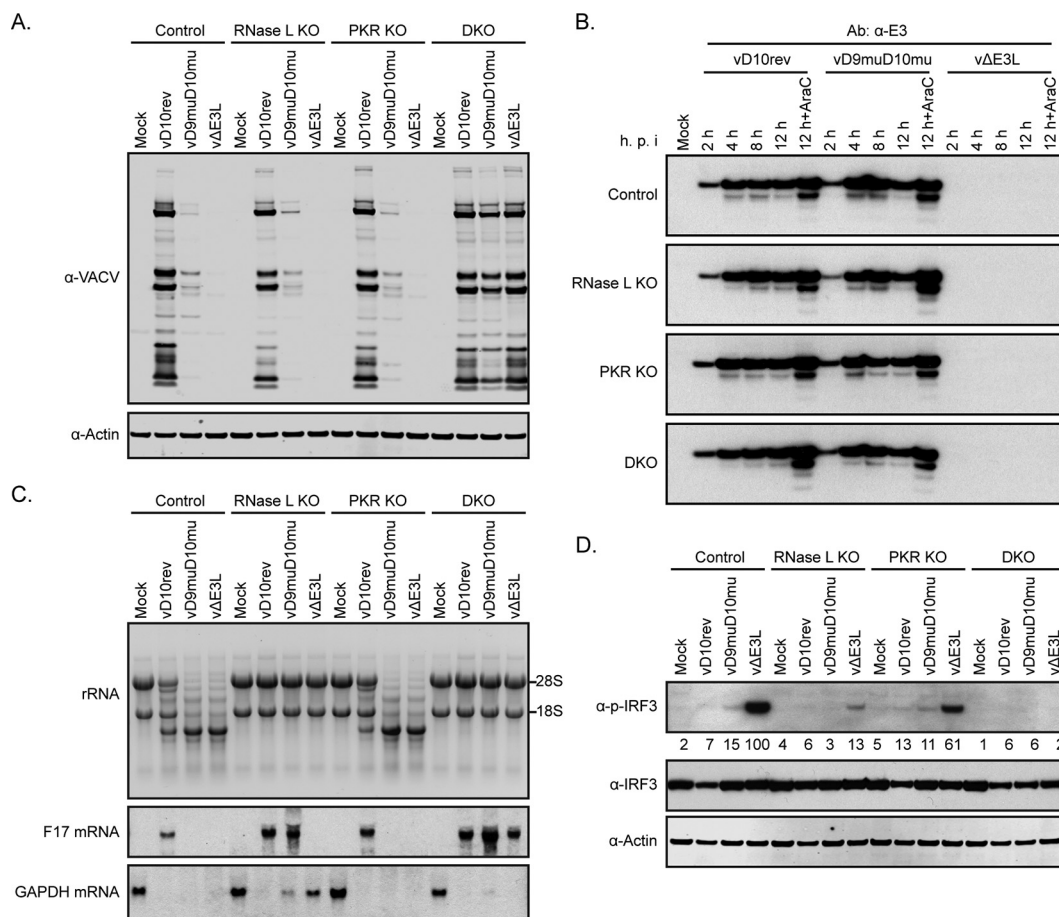 A.
Control RNase L KO PKR KO DKO
Mock vD10rev vD9muD10mu vΔE3L vD10rev vD9muD10mu vΔE3L Mock Mock vD10rev vD9muD10mu vΔE3L Mock vD10rev vD9muD10mu vΔE3L
α-VACV
α-Actin
B.
Ab: α-E3
vD10rev vD9muD10mu vΔE3L
h. p. i Mock 2 h 4 h 8 h 12 h 12 h+AraC 2 h 4 h 8 h 12 h 12 h+AraC 2 h 4 h 8 h 12 h 12 h+AraC
Control
RNase L KO
PKR KO
DKO
C.
Control RNase L KO PKR KO DKO
Mock vD10rev vD9muD10mu vΔE3L Mock vD10rev vD9muD10mu vΔE3L Mock vD10rev vD9muD10mu vΔE3L Mock vD10rev vD9muD10mu vΔE3L
rRNA
28S
18S
F17 mRNA
GAPDH mRNA
D.
Control RNase L KO PKR KO DKO
Mock vD10rev vD9muD10mu vΔE3L Mock vD10rev vD9muD10mu vΔE3L Mock vD10rev vD9muD10mu vΔE3L Mock vD10rev vD9muD10mu vΔE3L
α-p-IRF3
2 7 15 100 4 6 3 13 5 13 11 61 1 6 6 2
α-IRF3
α-Actin